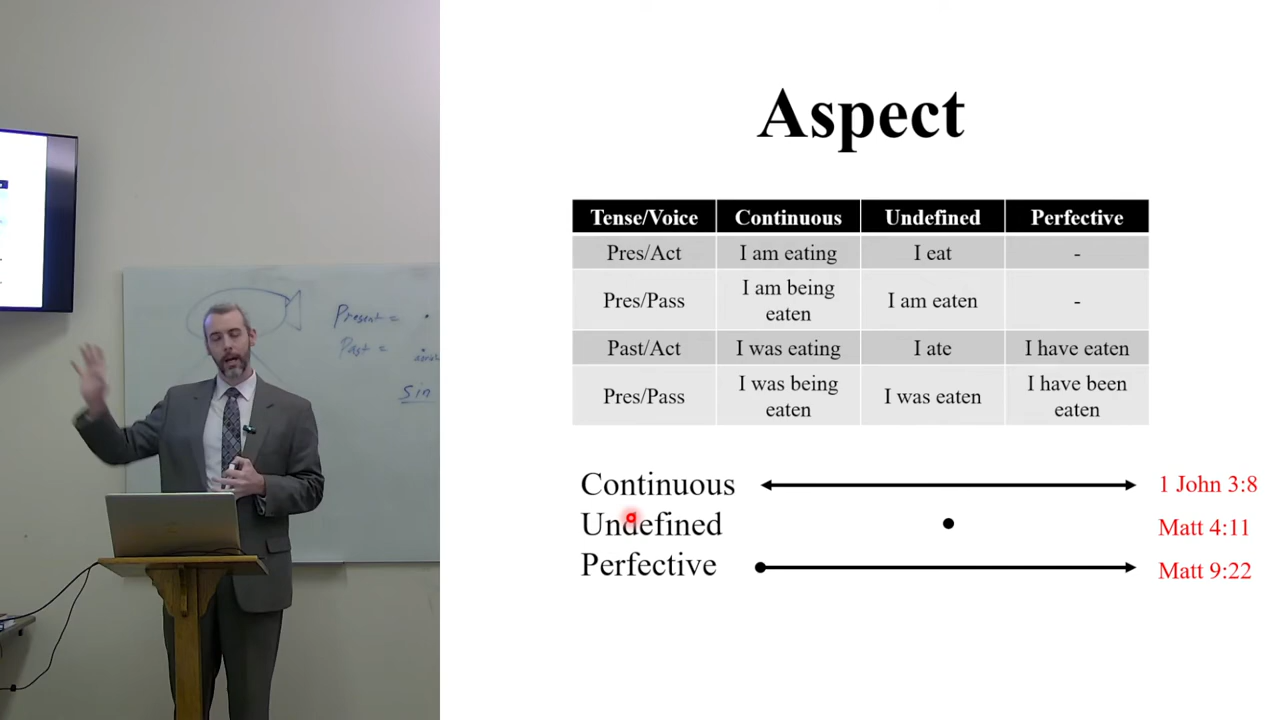 Present =
Past =
Sin
Aspect
Tense/Voice Continuous Undefined Perfective
Pres/Act I am eating I eat -
Pres/Pass I am being eaten I am eaten -
Past/Act I was eating I ate I have eaten
Pres/Pass I was being eaten I was eaten I have been eaten
Continuous 1 John 3:8
Undefined Matt 4:11
Perfective Matt 9:22